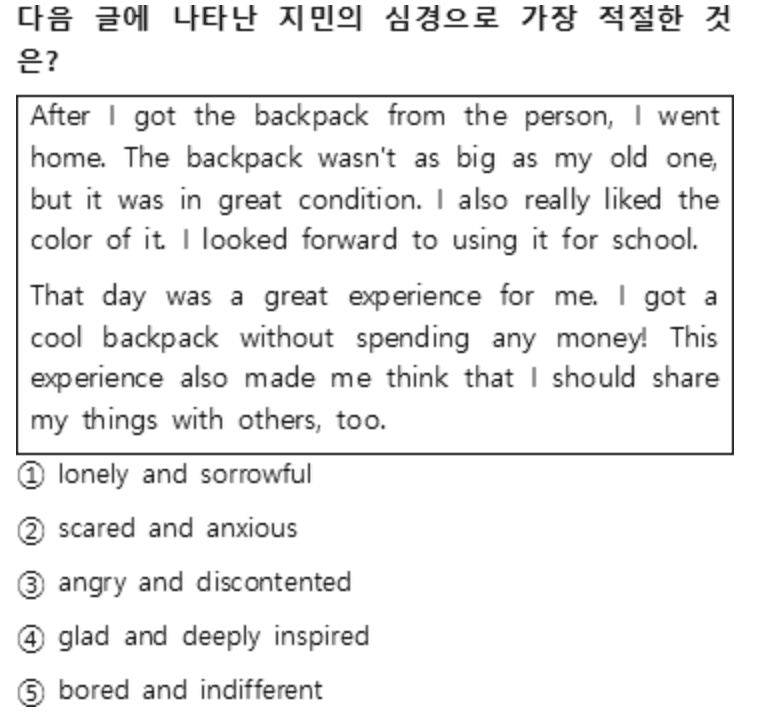 다음 글에 나타난 지민의 심경으로 가장 적절한 것
은?
After I got the backpack from the person, I went
home. The backpack wasn't as big as my old one,
but it was in great condition. I also really liked the
color of it. I looked forward to using it for school.
That day was a great experience for me. I got a
cool backpack without spending any money! This
experience also made me think that I should share
my things with others, too.
① lonely and sorrowful
② scared and anxious
③ angry and discontented
④ glad and deeply inspired
⑤ bored and indifferent